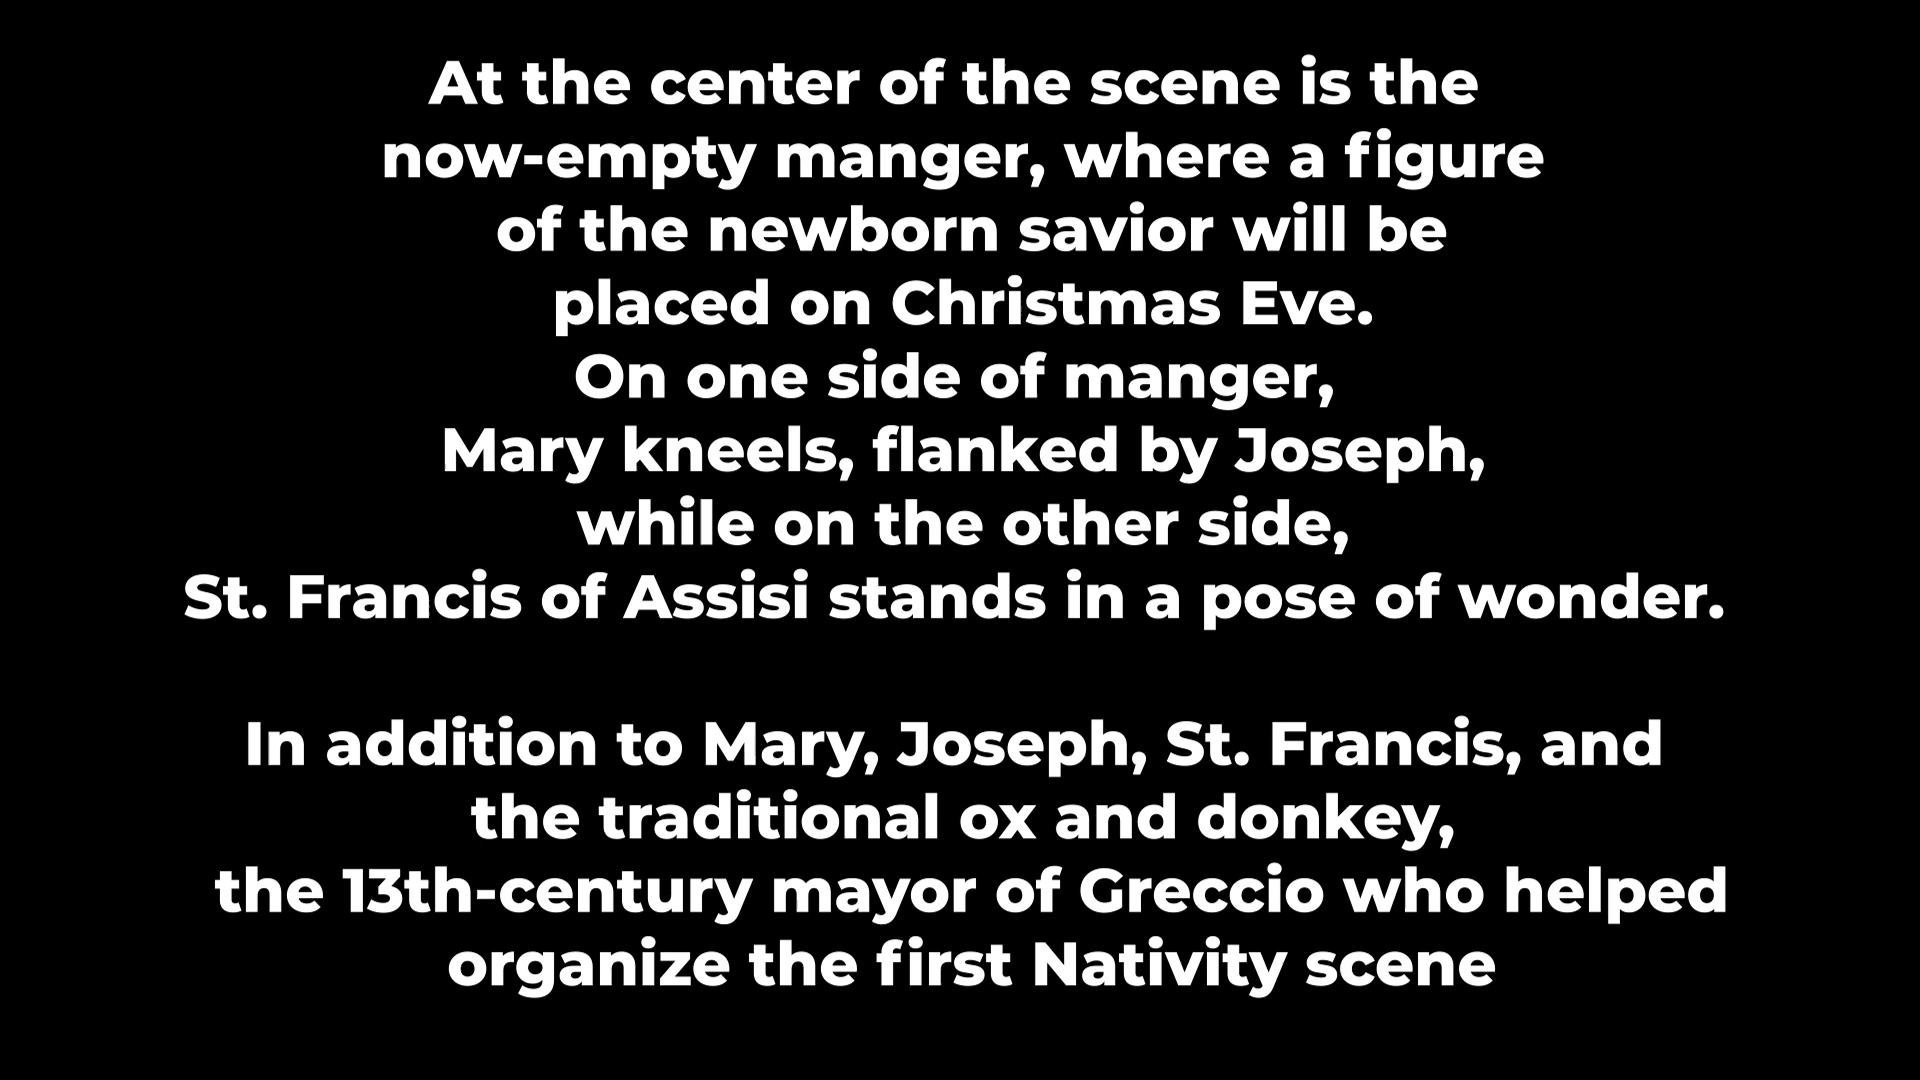 At the center of the scene is the
now-empty manger, where a figure
of the newborn savior will be
placed on Christmas Eve.
On one side of manger,
Mary kneels, flanked by Joseph,
while on the other side,
St. Francis of Assisi stands in a pose of wonder.
In addition to Mary, Joseph, St. Francis, and
the traditional ox and donkey,
the 13th-century mayor of Greccio who helped
organize the first Nativity scene